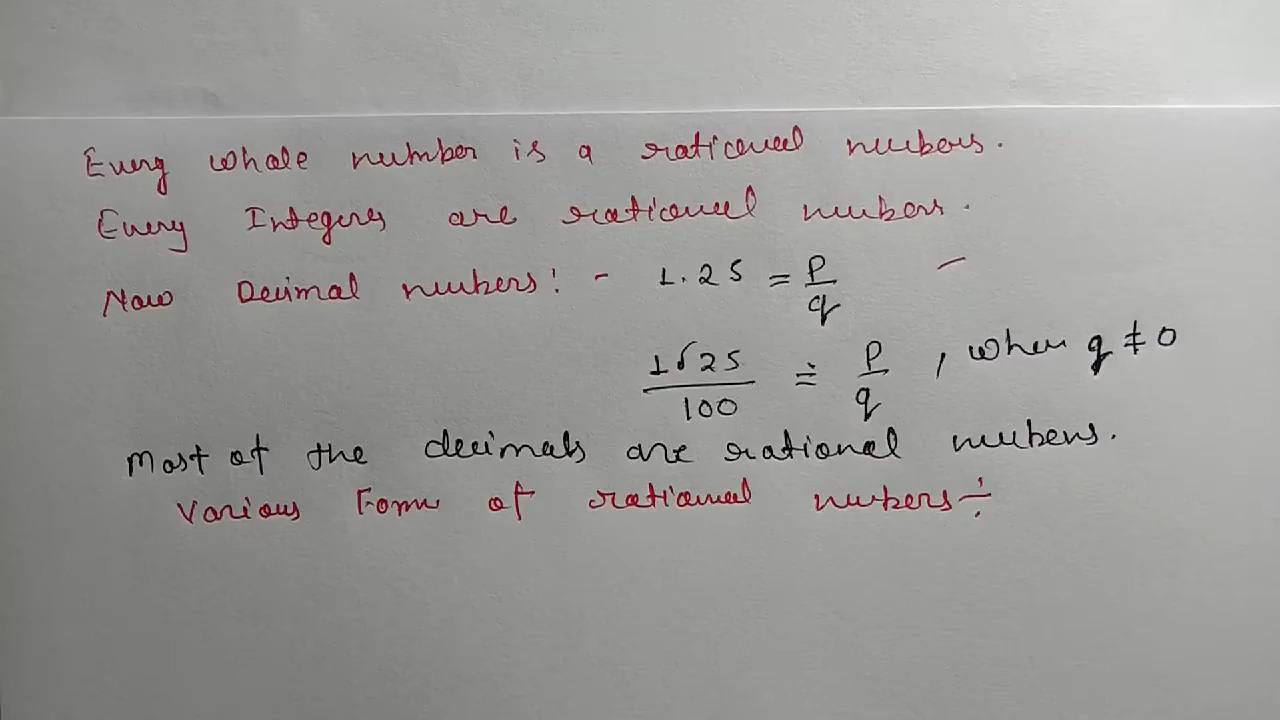 Every whole number is a rational numbers.
Every Integers are rational numbers.
Now Decimal numbers : - 1.25 = p/q
125/100 = p/q , when q ≠ 0
Most of the decimals are rational numbers.
Various Form of rational numbers ÷